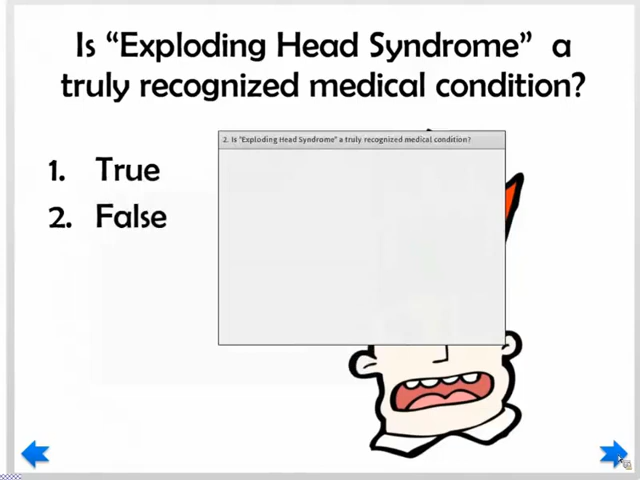 Is “Exploding Head Syndrome” a
truly recognized medical condition?
2. Is "Exploding Head Syndrome" a truly recognized medical condition?
1. True
2. False